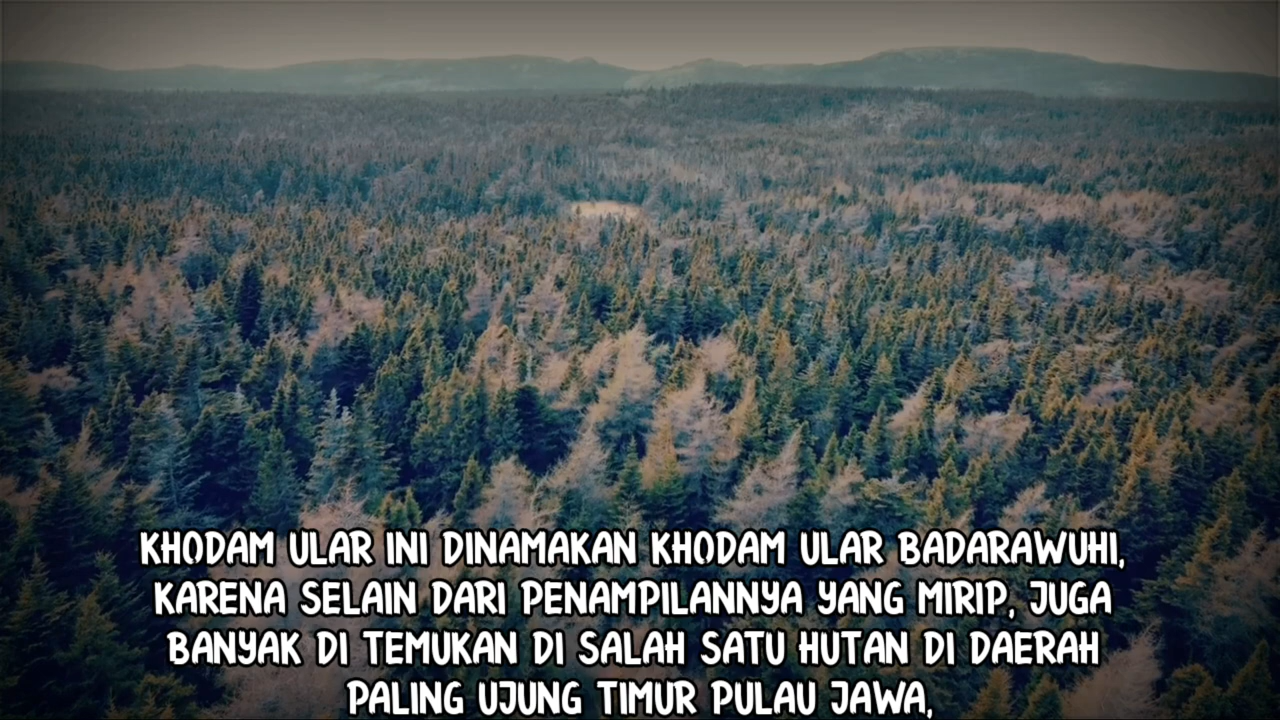 KHODAM ULAR INI DINAMAKAN KHODAM ULAR BADARAWUHI,
KARENA SELAIN DARI PENAMPILANNYA YANG MIRIP, JUGA
BANYAK DI TEMUKAN DI SALAH SATU HUTAN DI DAERAH
PALING UJUNG TIMUR PULAU JAWA,